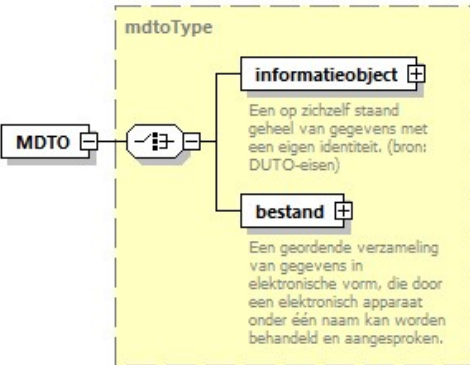 mdtoType
informatieobject
Een op zichzelf staand
geheel van gegevens met
een eigen identiteit. (bron:
DUTO-eisen)
MDTO
bestand
Een geordende verzameling
van gegevens in
elektronische vorm, die door
een elektronisch apparaat
onder één naam kan worden
behandeld en aangesproken.